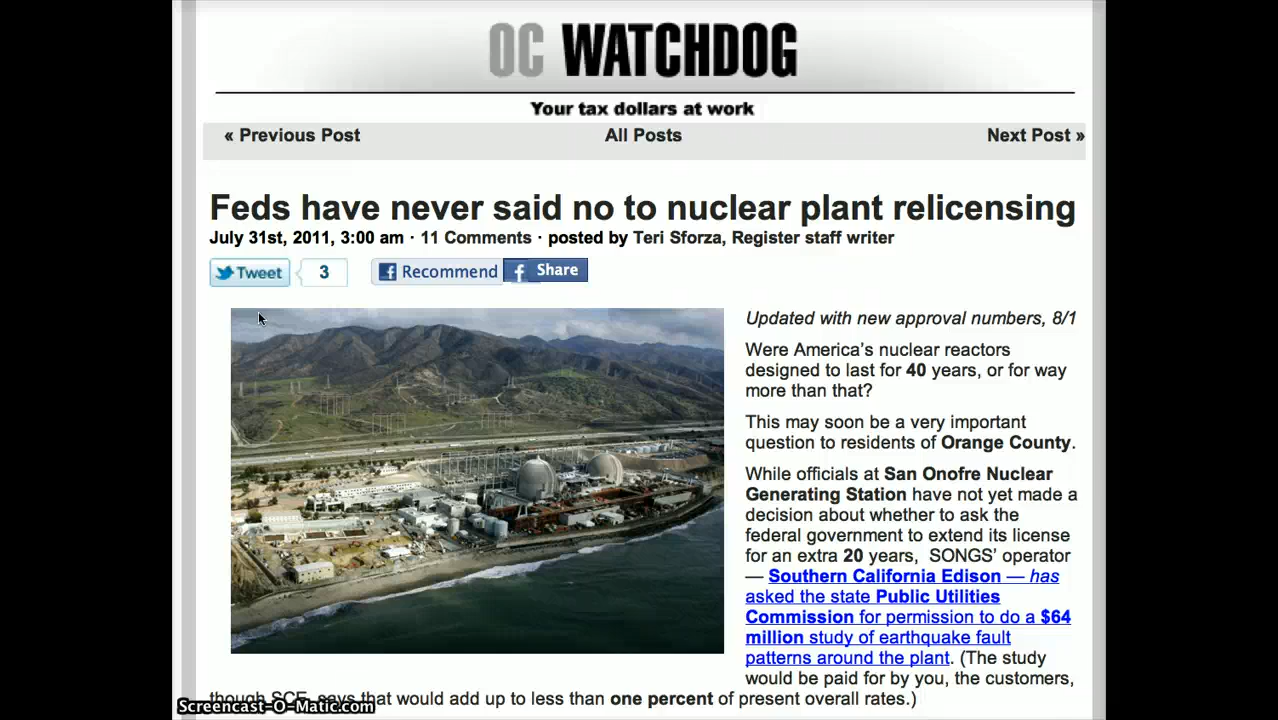 OC WATCHDOG
Your tax dollars at work
« Previous Post
All Posts
Next Post »
Feds have never said no to nuclear plant relicensing
July 31st, 2011, 3:00 am · 11 Comments · posted by Teri Sforza, Register staff writer
Tweet
3
Recommend
Share
Updated with new approval numbers, 8/1
Were America’s nuclear reactors
designed to last for 40 years, or for way
more than that?
This may soon be a very important
question to residents of Orange County.
While officials at San Onofre Nuclear
Generating Station have not yet made a
decision about whether to ask the
federal government to extend its license
for an extra 20 years, SONGS’ operator
— Southern California Edison — has
asked the state Public Utilities
Commission for permission to do a $64
million study of earthquake fault
patterns around the plant. (The study
would be paid for by you, the customers,
though SCE says that would add up to less than one percent of present overall rates.)
Screencast-O-Matic.com